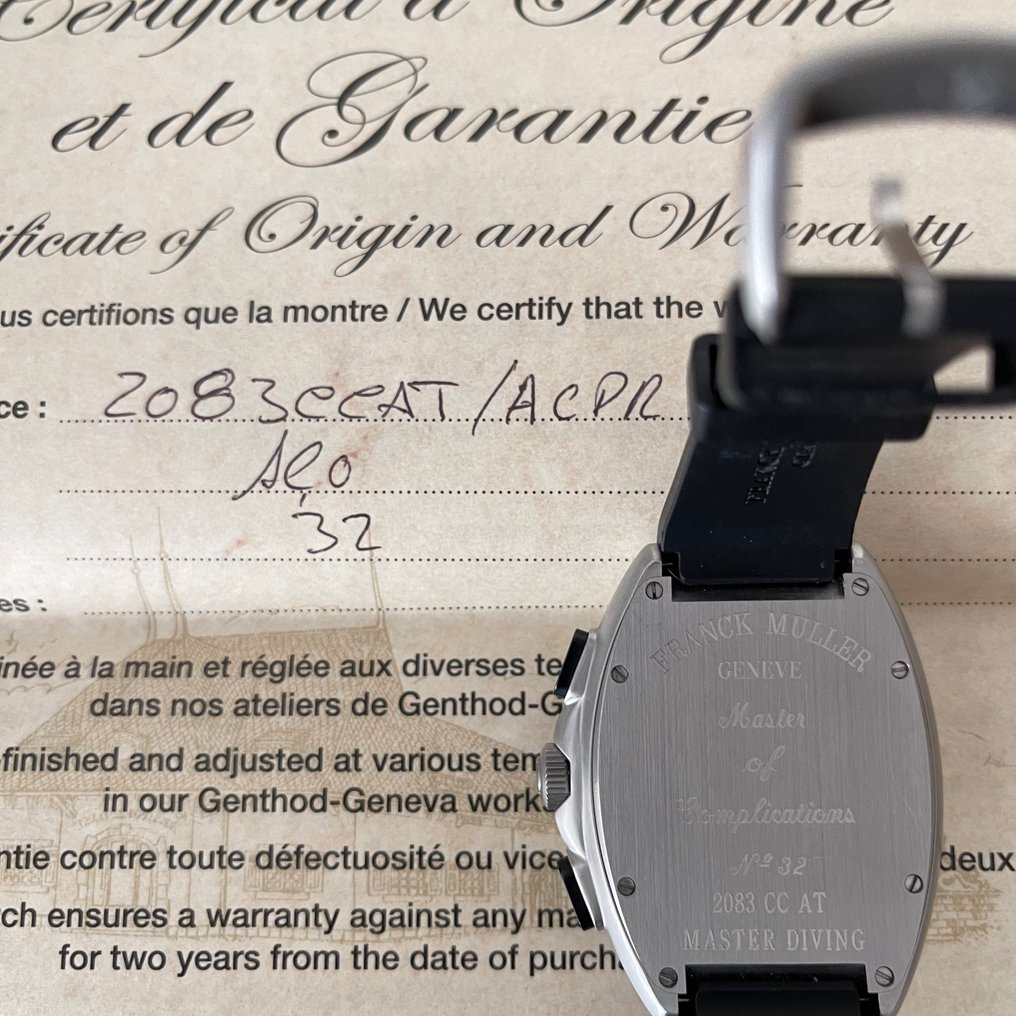 Certificat d'Origine
et de Garantie
ificate of Origin and Warranty
us certifions que la montre / We certify that the w
ce : 2083CCAT/ACPR
32
es :
inée à la main et réglée aux diverses te
dans nos ateliers de Genthod-G
-finished and adjusted at various tem
in our Genthod-Geneva work
ntie contre toute défectuosité ou vice deux
ch ensures a warranty against any ma
for two years from the date of purch
FRANCK MULLER
GENEVE
Master
of
Complications
Nº 32
2083 CC AT
MASTER DIVING